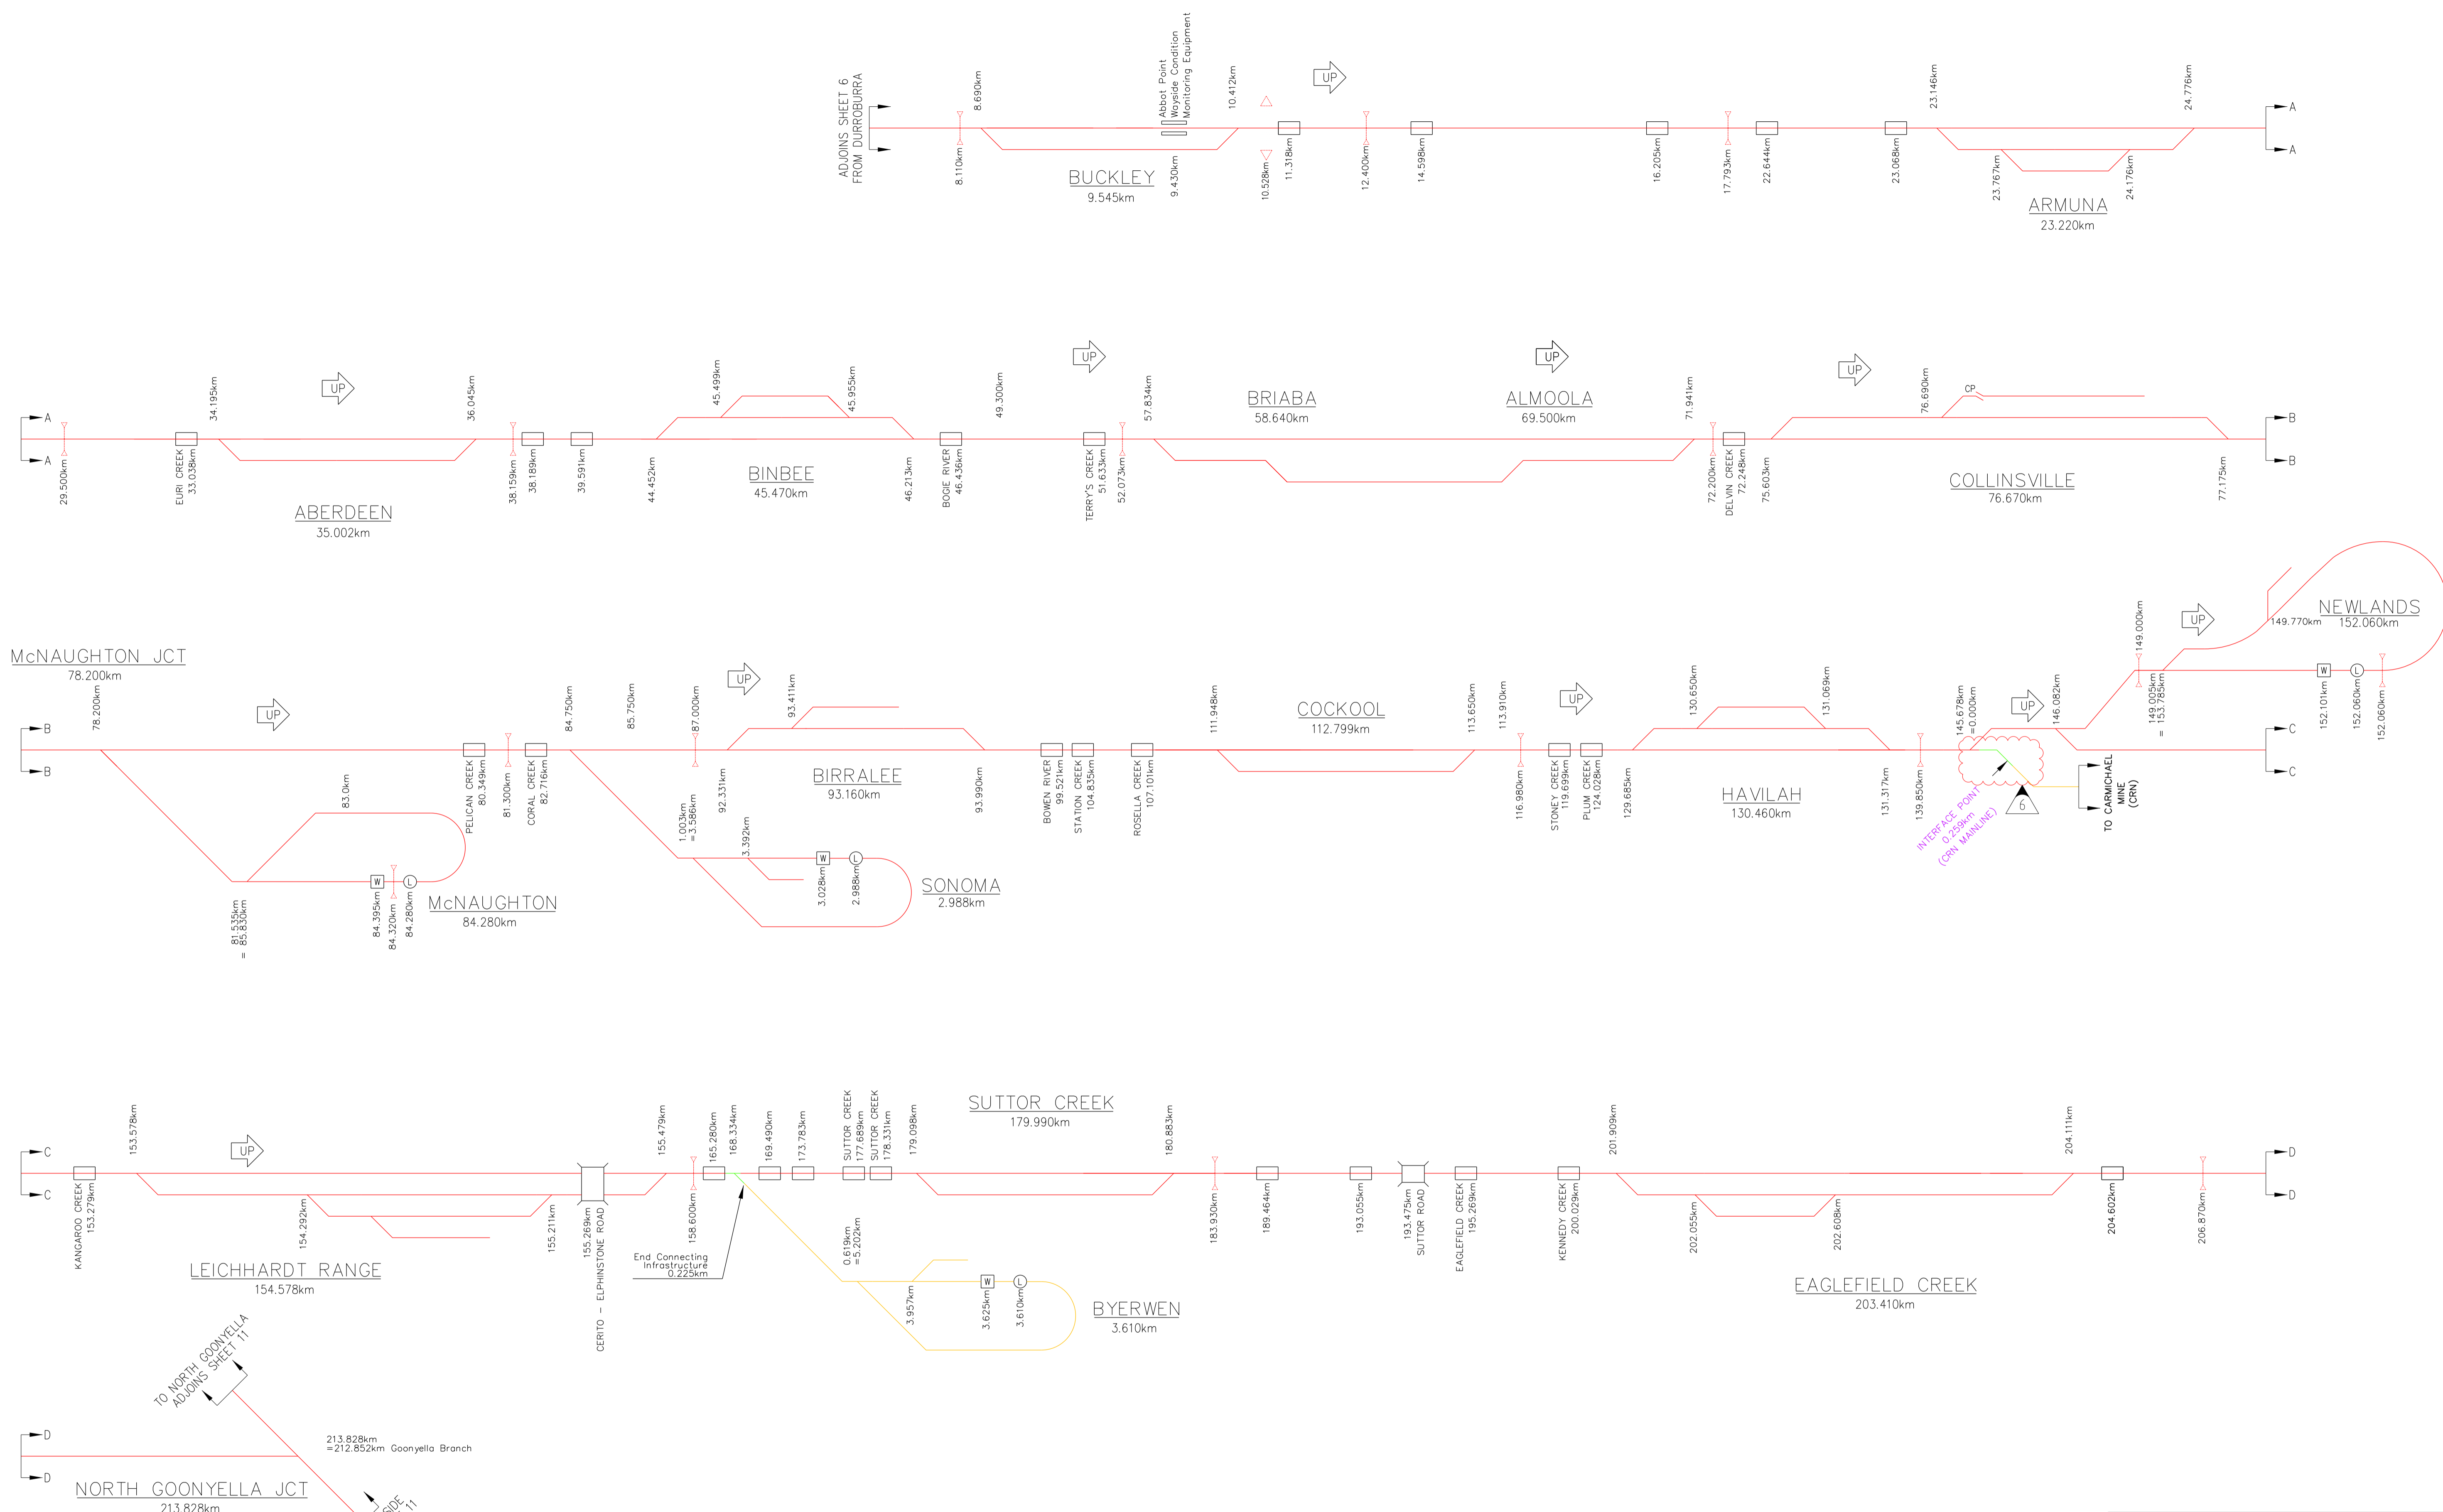 ADJOINS SHEET 6
FROM DURROBURRA
8.110km
8.690km
BUCKLEY
9.545km
Abbot Point
Wayside Condition
Monitoring Equipment
9.430km
10.412km
10.528km
11.318km
UP
12.400km
14.598km
16.205km
17.793km
22.644km
23.068km
23.146km
23.767km
24.176km
24.776km
ARMUNA
23.220km
A
A
A
A
29.500km
EURI CREEK
33.038km
34.195km
UP
ABERDEEN
35.002km
36.045km
38.159km
38.189km
39.591km
44.452km
45.499km
BINBEE
45.470km
45.955km
46.213km
BOGIE RIVER
46.436km
49.300km
UP
TERRY'S CREEK
51.633km
52.073km
57.834km
BRIABA
58.640km
UP
ALMOOLA
69.500km
71.941km
72.200km
DELVIN CREEK
72.248km
75.603km
UP
76.690km
CP
COLLINSVILLE
76.670km
77.175km
B
B
McNAUGHTON JCT
78.200km
78.200km
B
B
UP
83.0km
81.535km
= 85.830km
84.395km
W
84.320km
L
84.280km
McNAUGHTON
84.280km
PELICAN CREEK
80.349km
81.300km
CORAL CREEK
82.716km
84.750km
85.750km
87.000km
UP
93.411km
1.003km
=3.586km
92.331km
3.392km
BIRRALEE
93.160km
W
3.028km
L
2.988km
SONOMA
2.988km
93.990km
BOWEN RIVER
99.521km
STATION CREEK
104.835km
ROSELLA CREEK
107.101km
111.948km
COCKOOL
112.799km
113.650km
113.910km
116.980km
UP
STONEY CREEK
119.699km
PLUM CREEK
124.028km
129.685km
130.650km
HAVILAH
130.460km
131.069km
131.317km
139.850km
145.678km
=0.000km
UP
146.082km
INTERFACE POINT
0.259km
(CRN MAINLINE)
6
TO CARMICHAEL
MINE
(CRN)
149.000km
149.005km
= 153.785km
UP
149.770km
NEWLANDS
152.060km
W
152.101km
L
152.060km
152.060km
C
C
C
C
KANGAROO CREEK
153.279km
153.578km
UP
154.292km
LEICHHARDT RANGE
154.578km
155.211km
155.269km
CERITO - ELPHINSTONE ROAD
155.479km
158.600km
165.280km
168.334km
End Connecting
Infrastructure
0.225km
169.490km
173.783km
SUTTOR CREEK
177.689km
SUTTOR CREEK
178.331km
179.098km
0.619km
=5.202km
3.957km
W
3.625km
L
3.610km
BYERWEN
3.610km
SUTTOR CREEK
179.990km
180.883km
183.930km
189.464km
193.055km
193.475km
SUTTOR ROAD
EAGLEFIELD CREEK
195.269km
KENNEDY CREEK
200.029km
201.909km
202.055km
202.608km
EAGLEFIELD CREEK
203.410km
204.111km
204.602km
206.870km
D
D
TO NORTH GOONYELLA
ADJOINS SHEET 11
D
D
213.828km
=212.852km Goonyella Branch
NORTH GOONYELLA JCT
213.828km